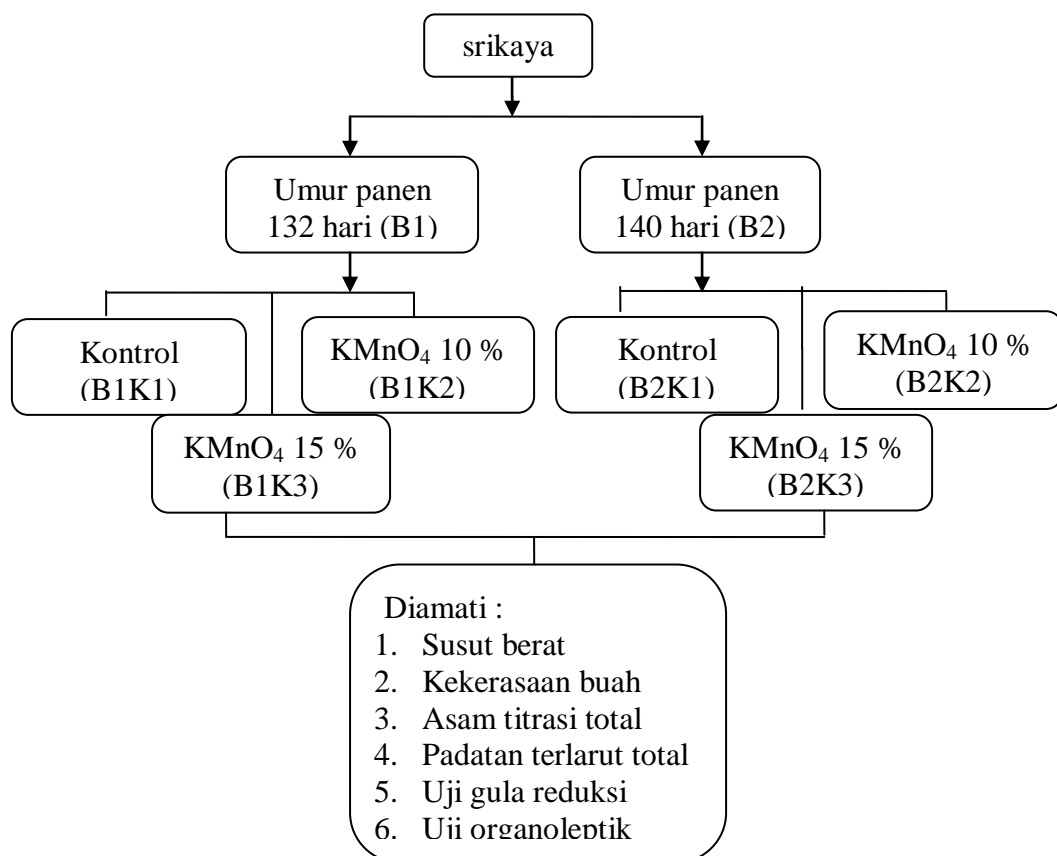 srikaya
Umur panen
132 hari (B1)
Umur panen
140 hari (B2)
Kontrol
(B1K1)
KMnO₄ 10 %
(B1K2)
KMnO₄ 15 %
(B1K3)
Kontrol
(B2K1)
KMnO₄ 10 %
(B2K2)
KMnO₄ 15 %
(B2K3)
Diamati :
1. Susut berat
2. Kekerasaan buah
3. Asam titrasi total
4. Padatan terlarut total
5. Uji gula reduksi
6. Uji organoleptik